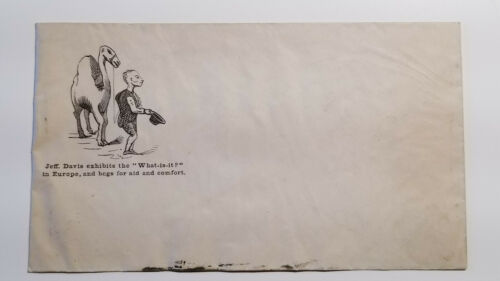 Jeff. Davis exhibits the "What-is-it?"
in Europe, and begs for aid and comfort.